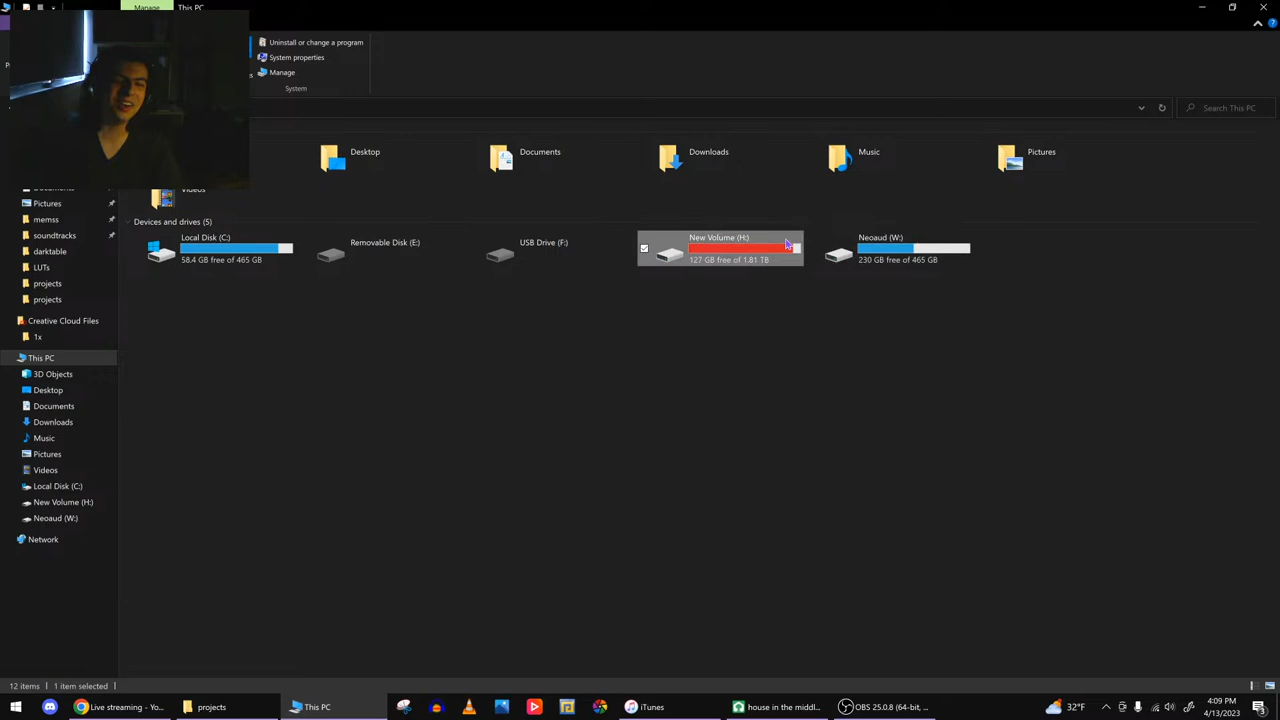 Manage
This PC
Uninstall or change a program
System properties
Manage
System
Search This PC
Desktop
Documents
Downloads
Music
Pictures
Videos
Documents
Pictures
memss
soundtracks
darktable
LUTs
projects
projects
Creative Cloud Files
1x
This PC
3D Objects
Desktop
Documents
Downloads
Music
Pictures
Videos
Local Disk (C:)
New Volume (H:)
Neoaud (W:)
Network
Devices and drives (5)
Local Disk (C:)
58.4 GB free of 465 GB
Removable Disk (E:)
USB Drive (F:)
New Volume (H:)
127 GB free of 1.81 TB
Neoaud (W:)
230 GB free of 465 GB
12 items
1 item selected
Live streaming - Yo...
projects
This PC
iTunes
house in the middl...
OBS 25.0.8 (64-bit, ...
32°F
4:09 PM
4/13/2023